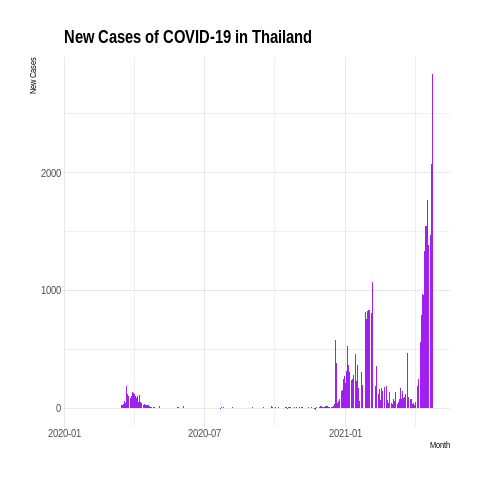 New Cases of COVID-19 in Thailand
New Cases
2000
1000
0
2020-01
2020-07
2021-01
Month